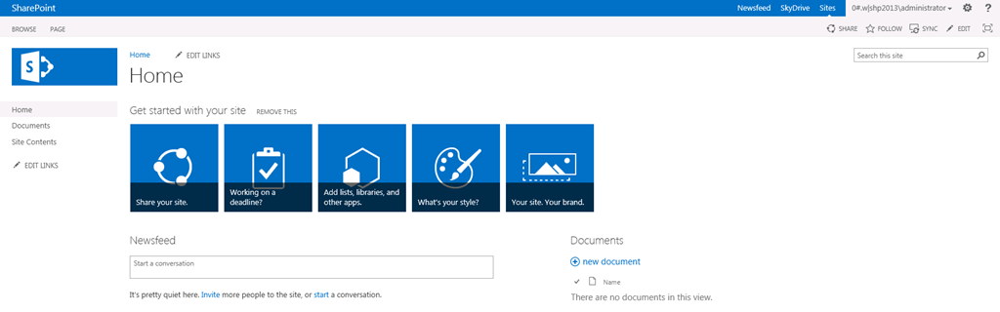 SharePoint Newsfeed SkyDrive Sites 0#.w|shp2013\administrator
BROWSE PAGE SHARE FOLLOW SYNC EDIT
S
Home EDIT LINKS
Search this site
Home
Home
Documents
Site Contents
EDIT LINKS
Get started with your site REMOVE THIS
Share your site.
Working on a
deadline?
Add lists, libraries, and
other apps.
What's your style?
Your site. Your brand.
Newsfeed
Start a conversation
It's pretty quiet here. Invite more people to the site, or start a conversation.
Documents
new document
Name
There are no documents in this view.